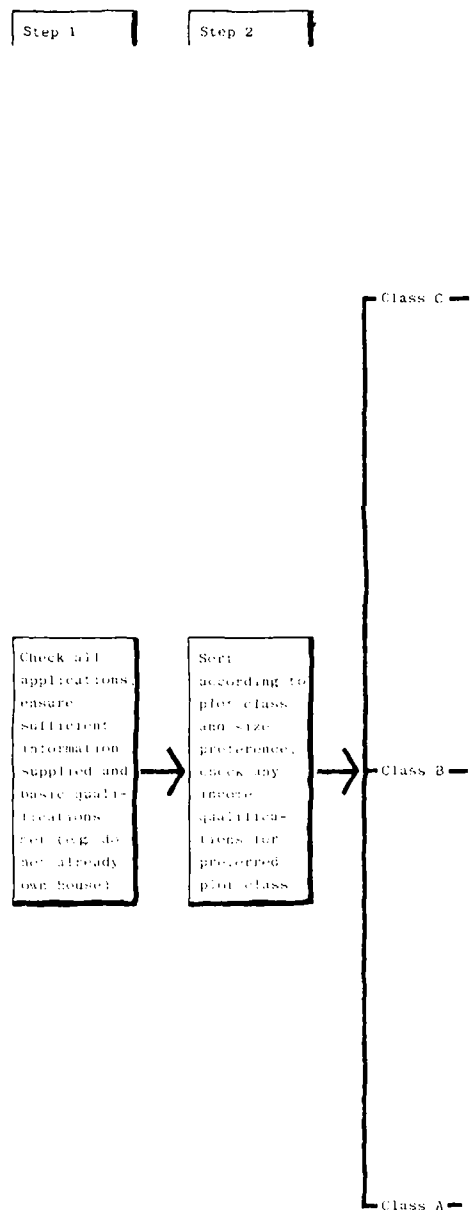 Step 1
Step 2
Class C
Check all
applications,
ensure
sufficient
information
supplied and
basic quali-
fications
met (e.g. do
not already
own house)
Sort
according to
plot class
and size
preference,
check any
income
qualifica-
tions for
preferred
plot class
Class B
Class A